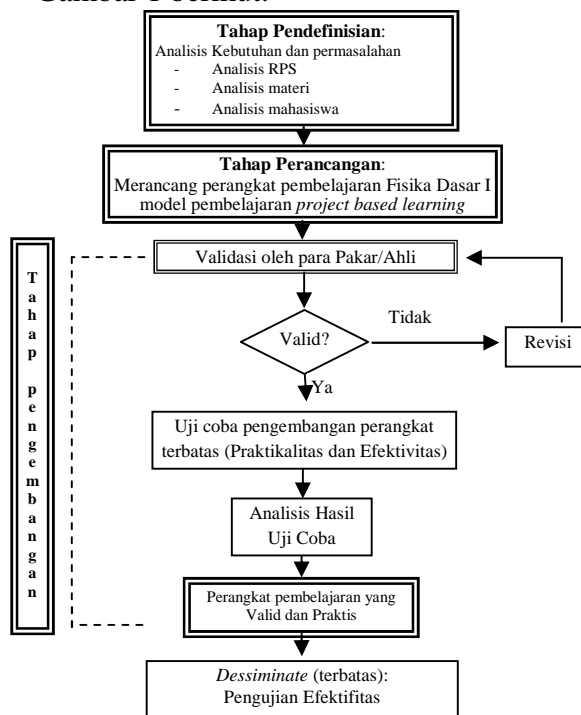 Gambar 1 berikut:
Tahap Pendefinisian:
Analisis Kebutuhan dan permasalahan
- Analisis RPS
- Analisis materi
- Analisis mahasiswa
Tahap Perancangan:
Merancang perangkat pembelajaran Fisika Dasar I
model pembelajaran project based learning
Tahap pengembangan
Validasi oleh para Pakar/Ahli
Valid?
Tidak
Revisi
Ya
Uji coba pengembangan perangkat
terbatas (Praktikalitas dan Efektivitas)
Analisis Hasil
Uji Coba
Perangkat pembelajaran yang
Valid dan Praktis
Dessiminate (terbatas):
Pengujian Efektifitas